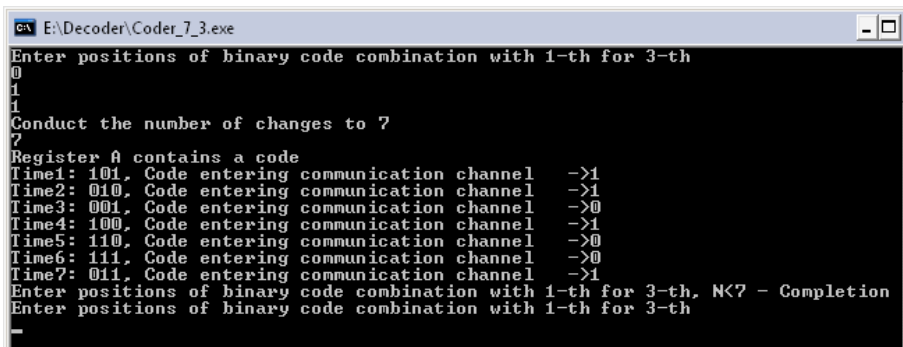 E:\Decoder\Coder_7_3.exe
Enter positions of binary code combination with 1-th for 3-th
0
1
1
Conduct the number of changes to 7
7
Register A contains a code
Time1: 101, Code entering communication channel   ->1
Time2: 010, Code entering communication channel   ->1
Time3: 001, Code entering communication channel   ->0
Time4: 100, Code entering communication channel   ->1
Time5: 110, Code entering communication channel   ->0
Time6: 111, Code entering communication channel   ->0
Time7: 011, Code entering communication channel   ->1
Enter positions of binary code combination with 1-th for 3-th, N<7 - Completion
Enter positions of binary code combination with 1-th for 3-th